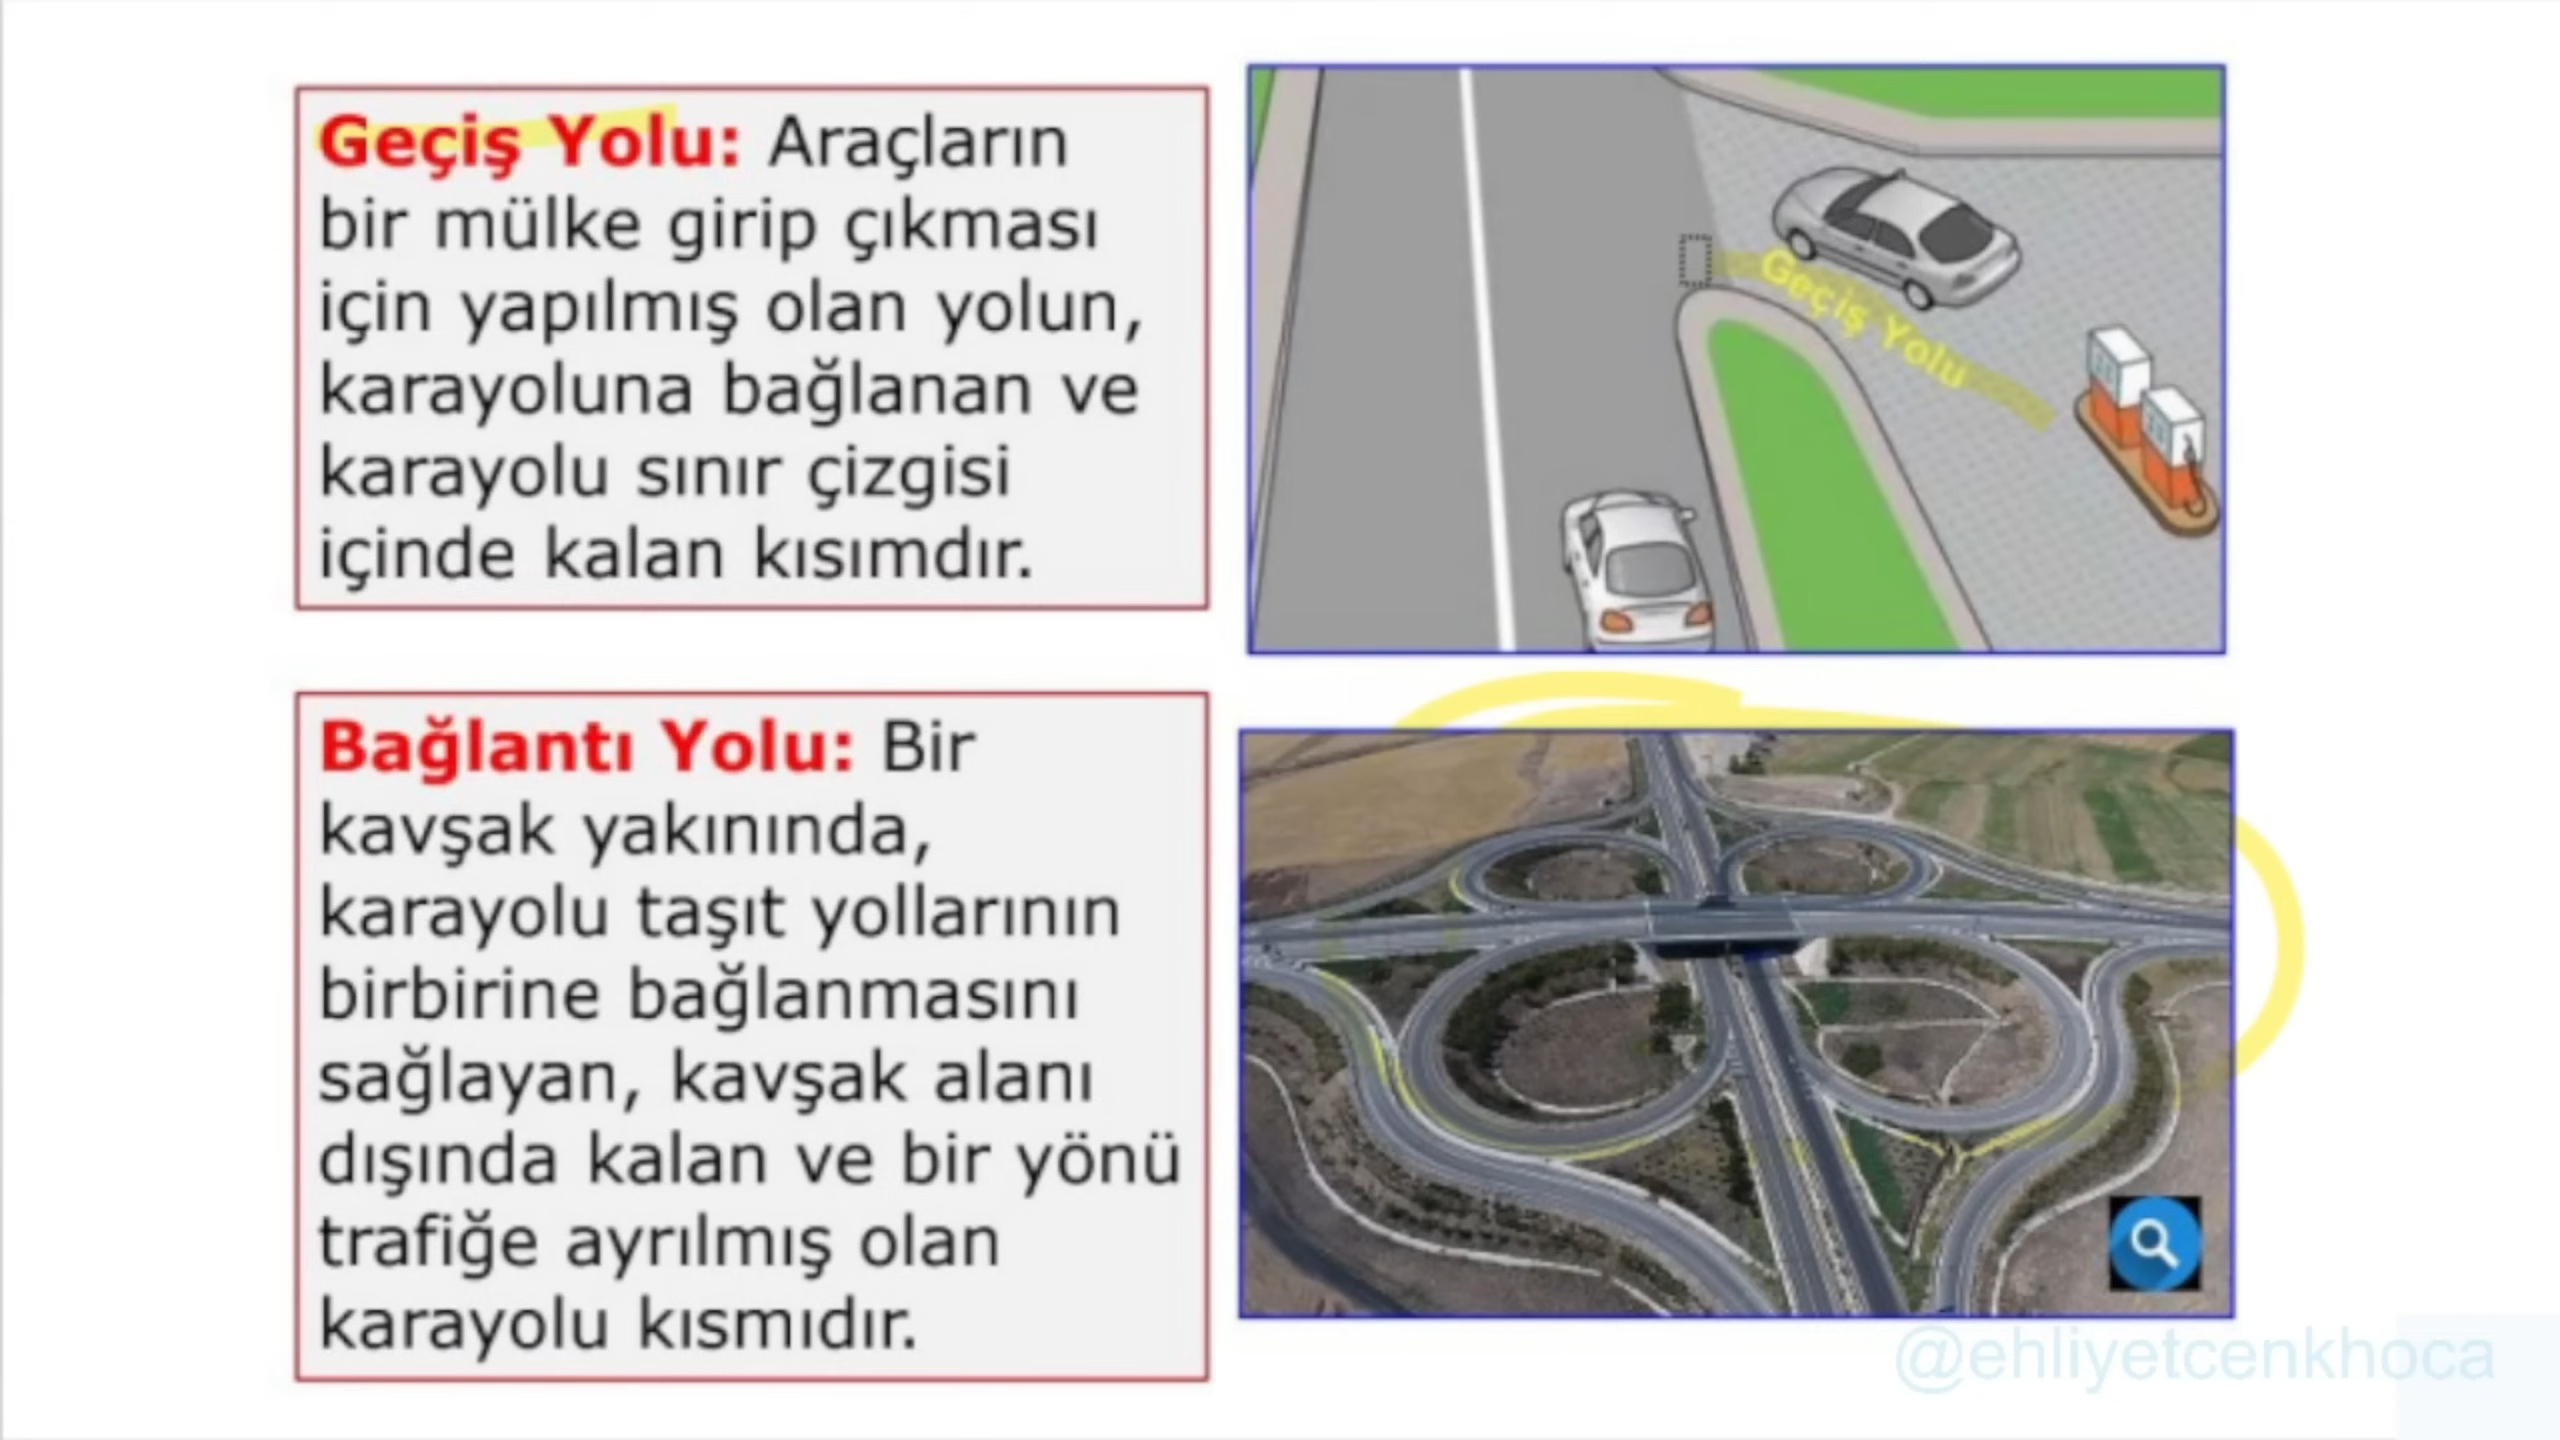 Geçiş Yolu: Araçların
bir mülke girip çıkması
için yapılmış olan yolun,
karayoluna bağlanan ve
karayolu sınır çizgisi
içinde kalan kısımdır.
Geçiş Yolu
Bağlantı Yolu: Bir
kavşak yakınında,
karayolu taşıt yollarının
birbirine bağlanmasını
sağlayan, kavşak alanı
dışında kalan ve bir yönü
trafiğe ayrılmış olan
karayolu kısmıdır.
@ehliyetcenkhoca